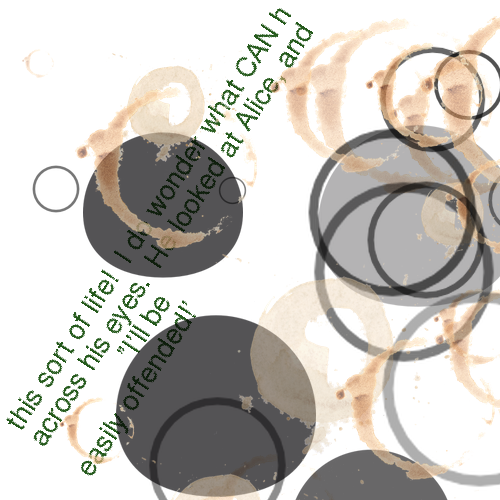 this sort of life! I do wonder what CAN h
across his eyes. He looked at Alice, and
“I’ll be
easily offended!’